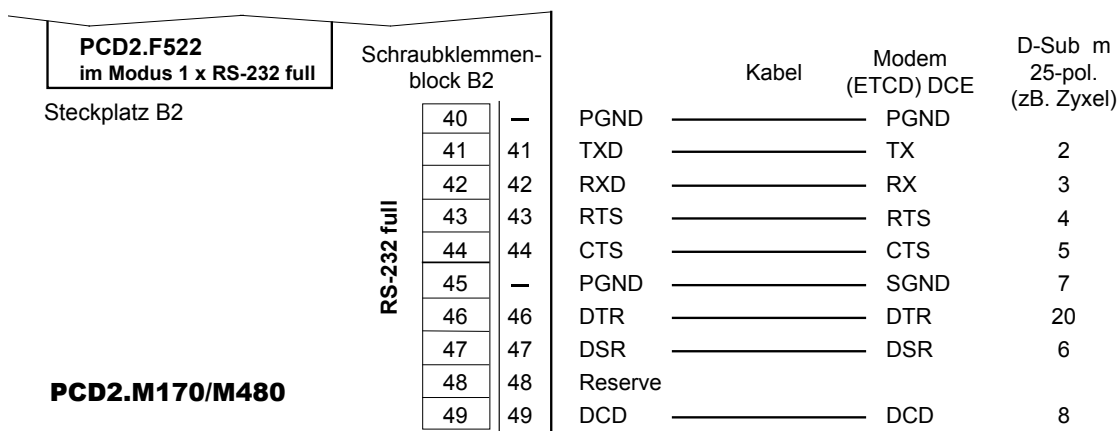 PCD2.F522
im Modus 1 x RS-232 full
Steckplatz B2
Schraubklemmen-
block B2
Kabel
Modem
(ETCD) DCE
D-Sub m
25-pol.
(zB. Zyxel)
RS-232 full
40 – PGND PGND
41 41 TXD TX 2
42 42 RXD RX 3
43 43 RTS RTS 4
44 44 CTS CTS 5
45 – PGND SGND 7
46 46 DTR DTR 20
47 47 DSR DSR 6
48 48 Reserve
49 49 DCD DCD 8
PCD2.M170/M480